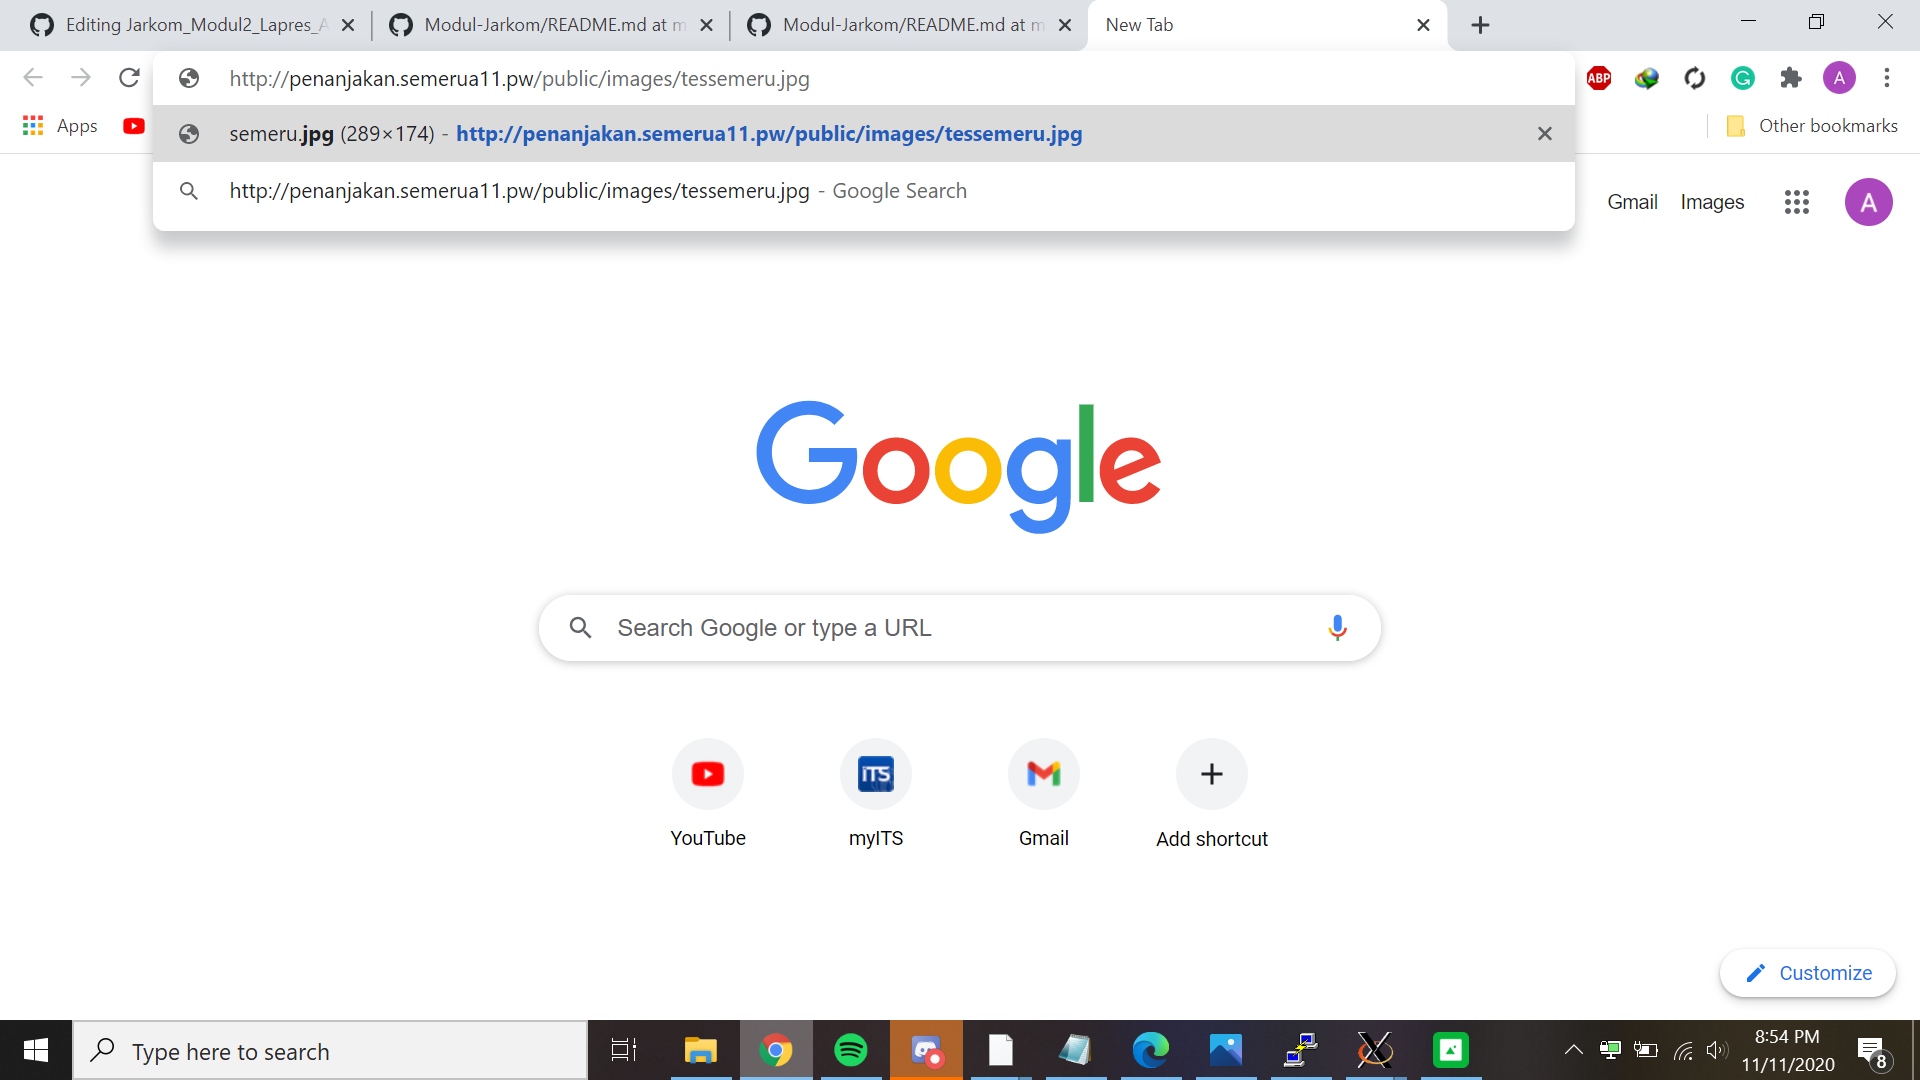 Editing Jarkom_Modul2_Lapres_A
Modul-Jarkom/README.md at m
Modul-Jarkom/README.md at m
New Tab
http://penanjakan.semerua11.pw/public/images/tessemeru.jpg
ABP
G
A
Apps
semeru.jpg (289×174) - http://penanjakan.semerua11.pw/public/images/tessemeru.jpg
Other bookmarks
http://penanjakan.semerua11.pw/public/images/tessemeru.jpg - Google Search
Gmail
Images
A
Google
Search Google or type a URL
iTS
YouTube
myITS
Gmail
Add shortcut
Customize
Type here to search
8:54 PM
11/11/2020
8